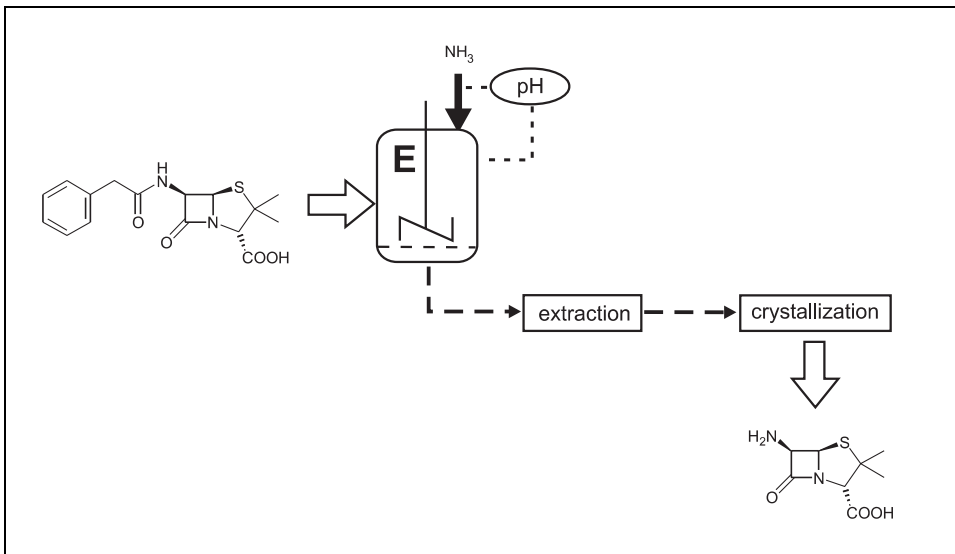 NH3
pH
E
H
N
O
S
N
O
COOH
extraction
crystallization
H2N
S
N
O
COOH